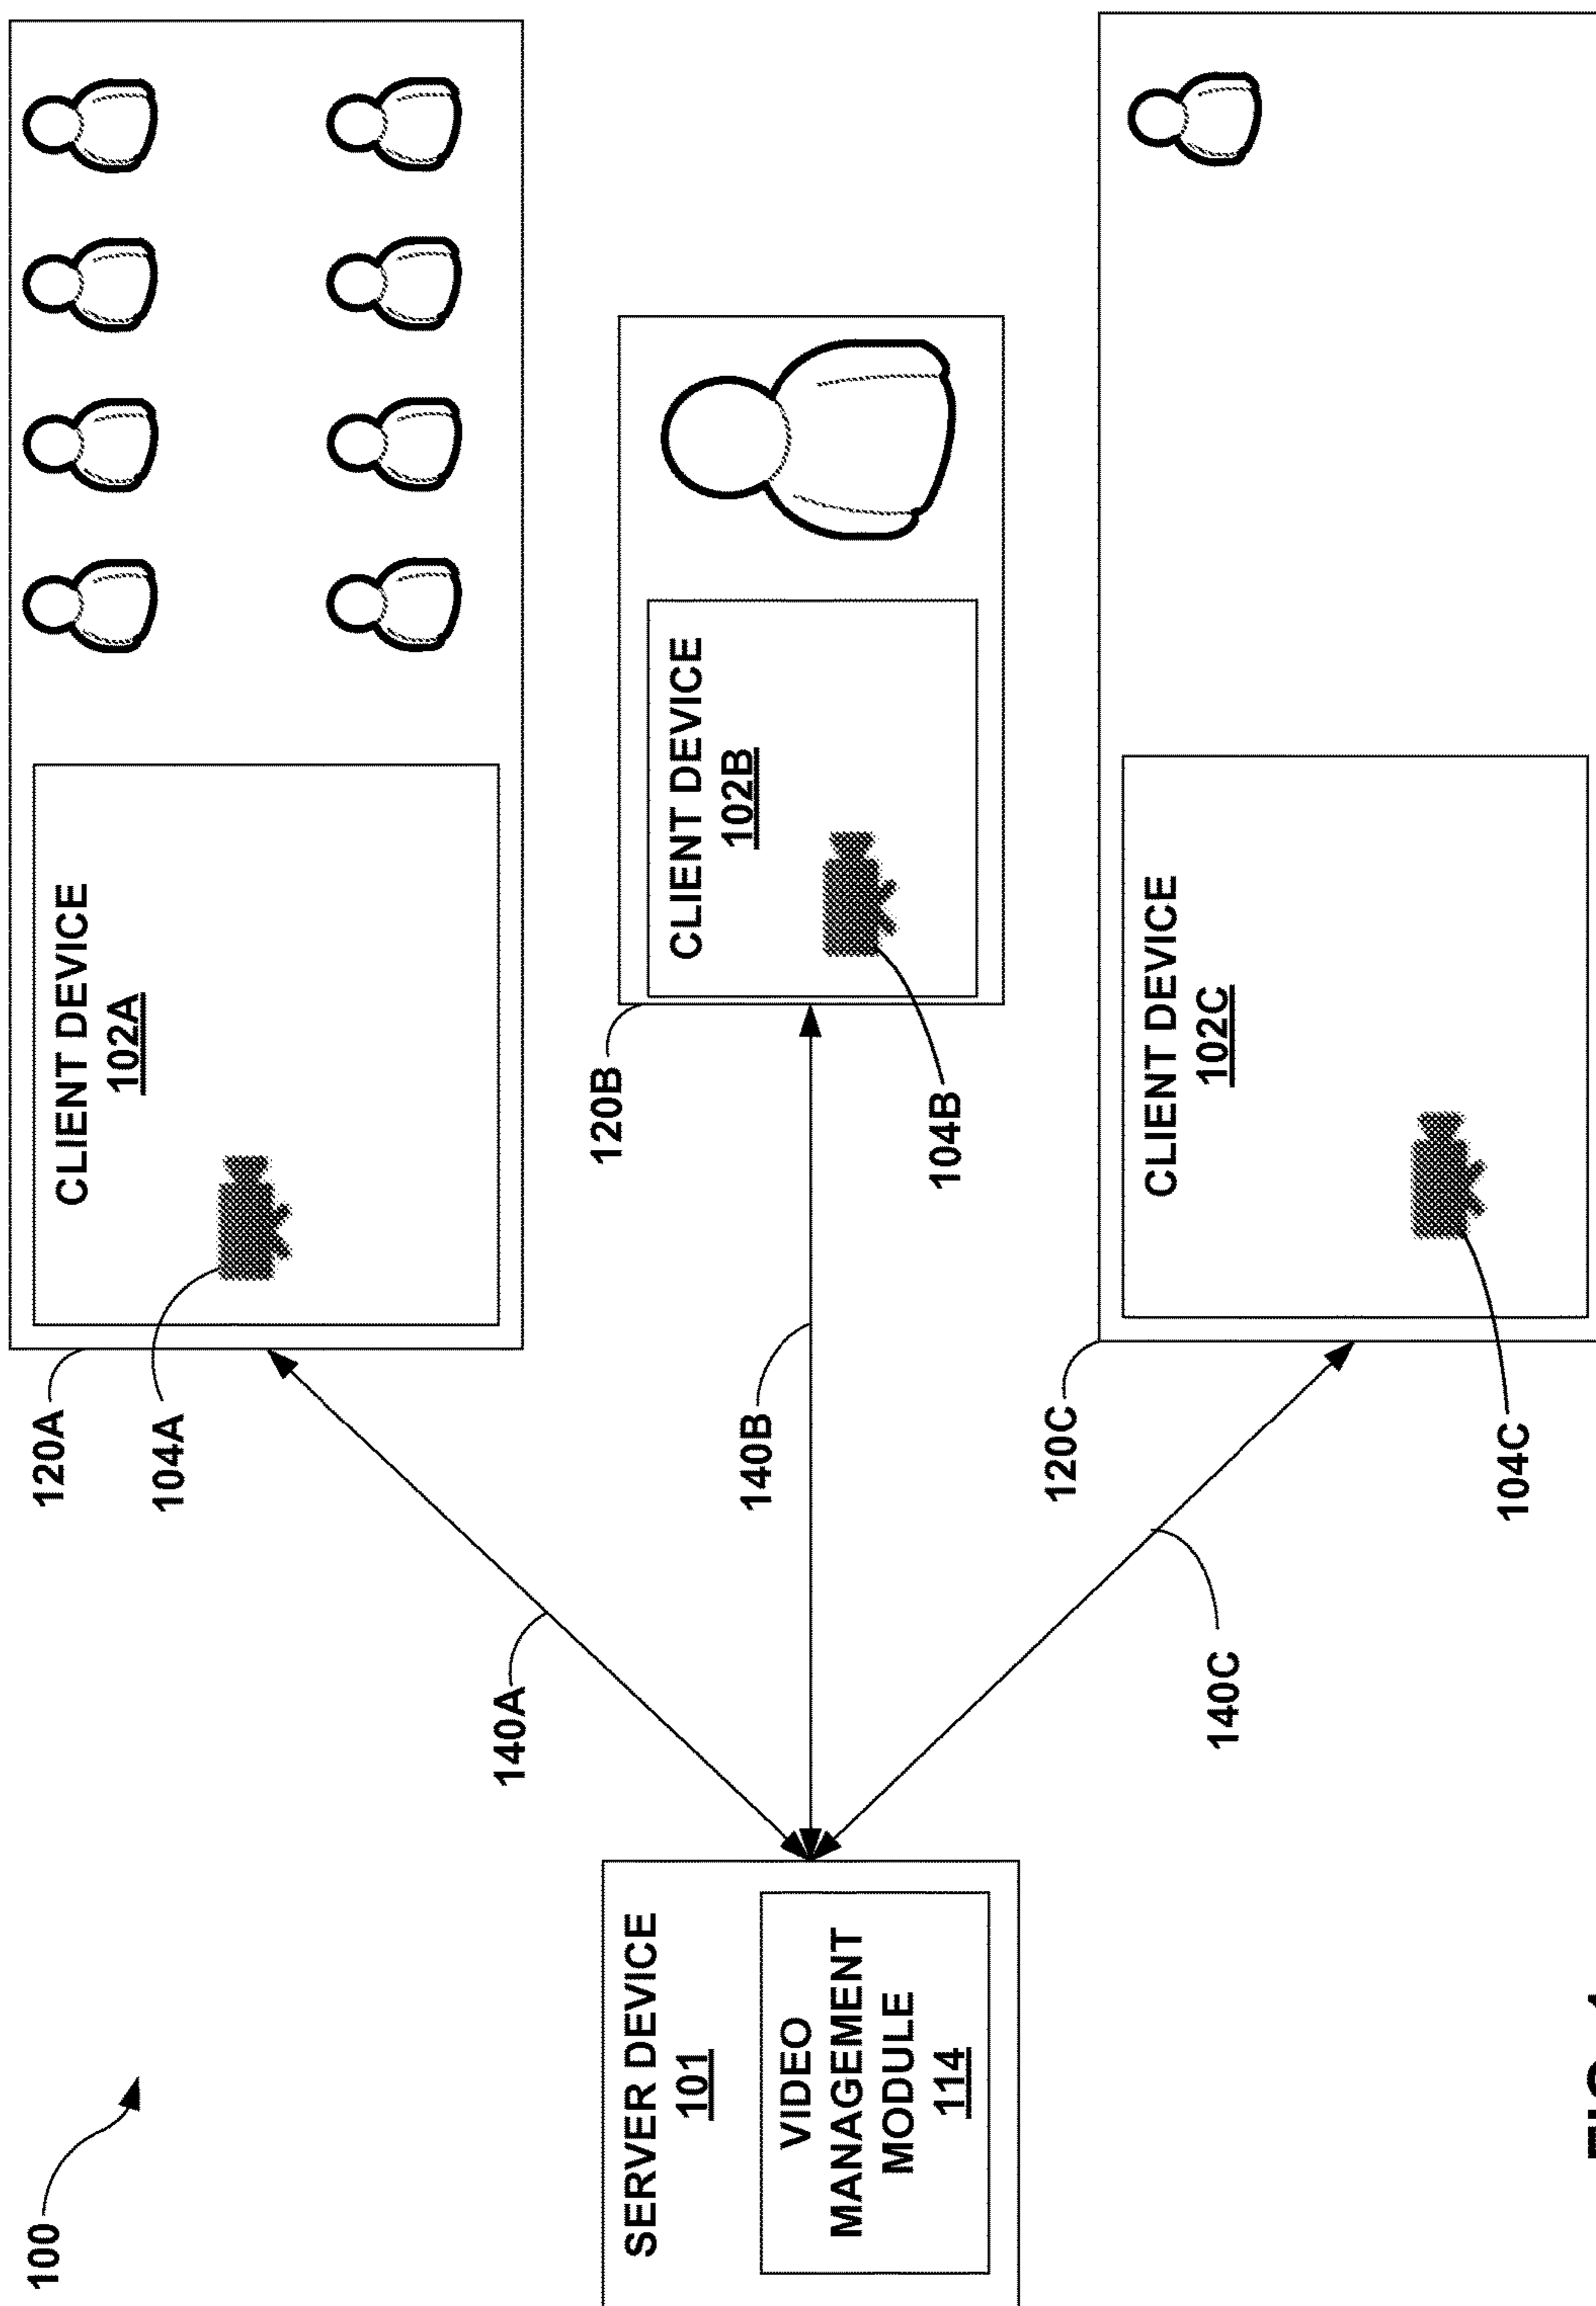 100
120A
CLIENT DEVICE
102A
104A
140A
120B
SERVER DEVICE
101
CLIENT DEVICE
102B
140B
VIDEO
MANAGEMENT
MODULE
114
104B
120C
CLIENT DEVICE
102C
140C
104C